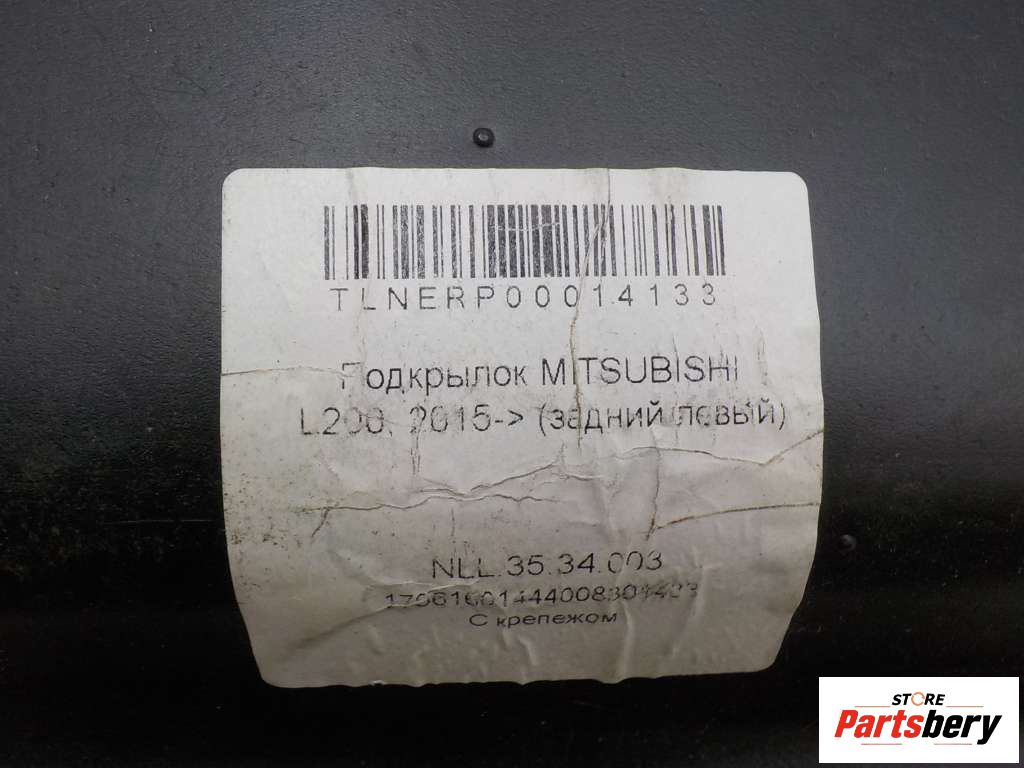 TLNERP00014133
Подкрылок MITSUBISHI
L200, 2015-> (задний левый)
NLL.35.34.003
С крепежом
STORE
Partsbery